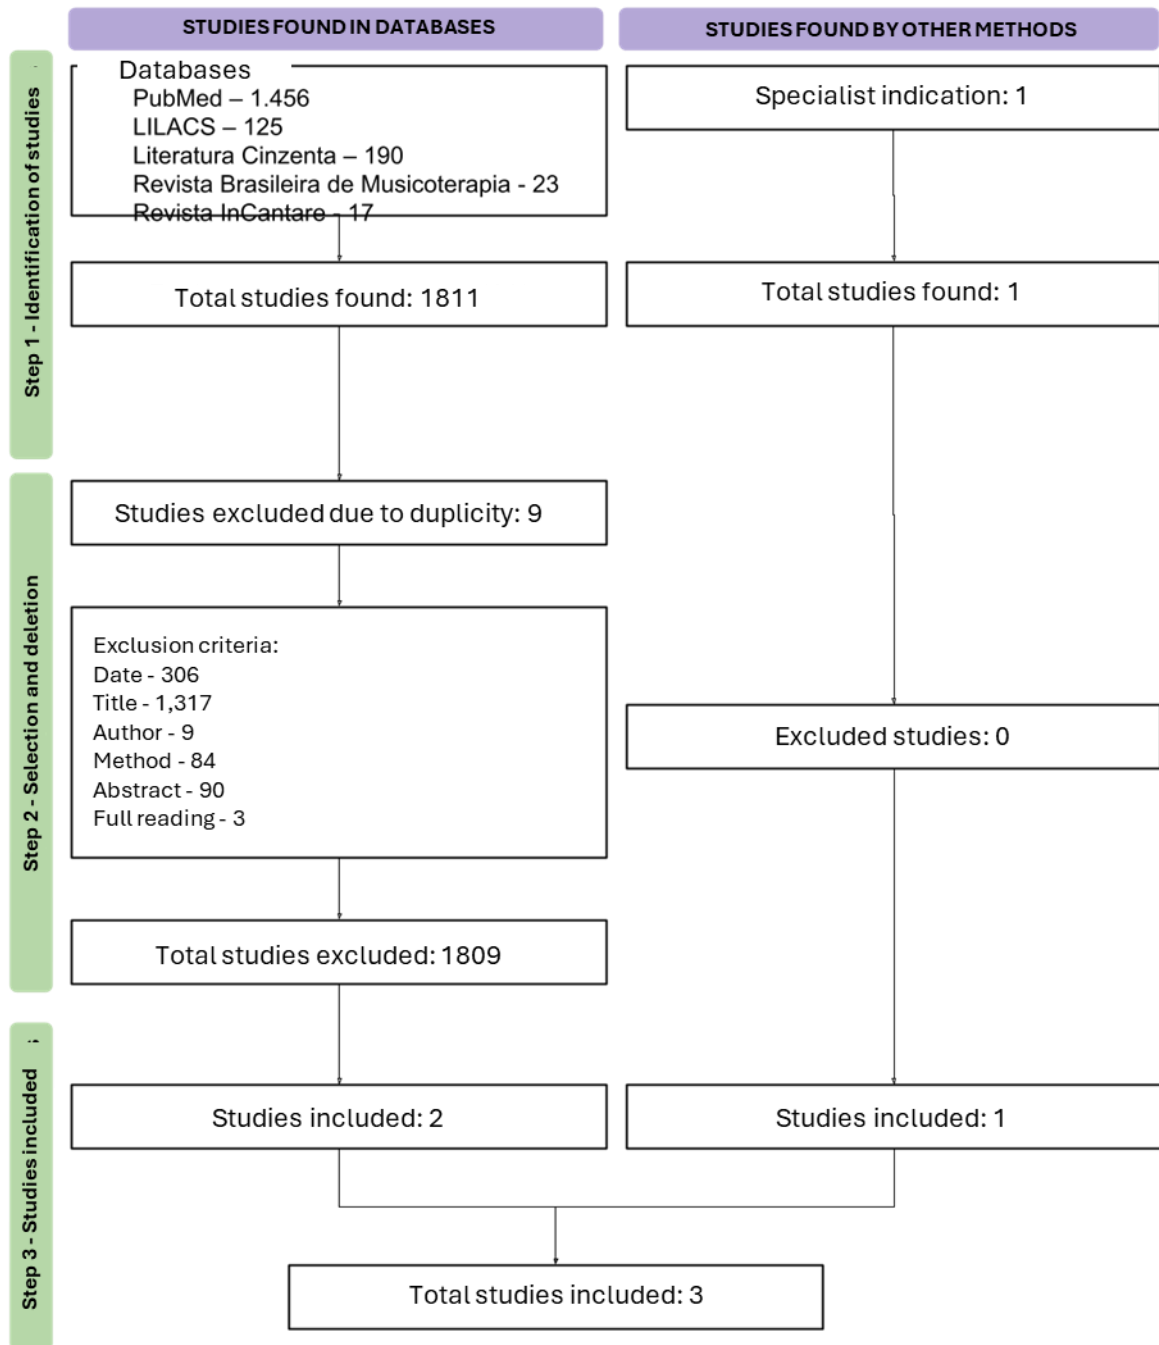 STUDIES FOUND IN DATABASES
STUDIES FOUND BY OTHER METHODS
Step 1 - Identification of studies
Databases
PubMed – 1.456
LILACS – 125
Literatura Cinzenta – 190
Revista Brasileira de Musicoterapia - 23
Revista InCantare - 17
Specialist indication: 1
Total studies found: 1811
Total studies found: 1
Step 2 - Selection and deletion
Studies excluded due to duplicity: 9
Exclusion criteria:
Date - 306
Title - 1,317
Author - 9
Method - 84
Abstract - 90
Full reading - 3
Excluded studies: 0
Total studies excluded: 1809
Step 3 - Studies included
Studies included: 2
Studies included: 1
Total studies included: 3